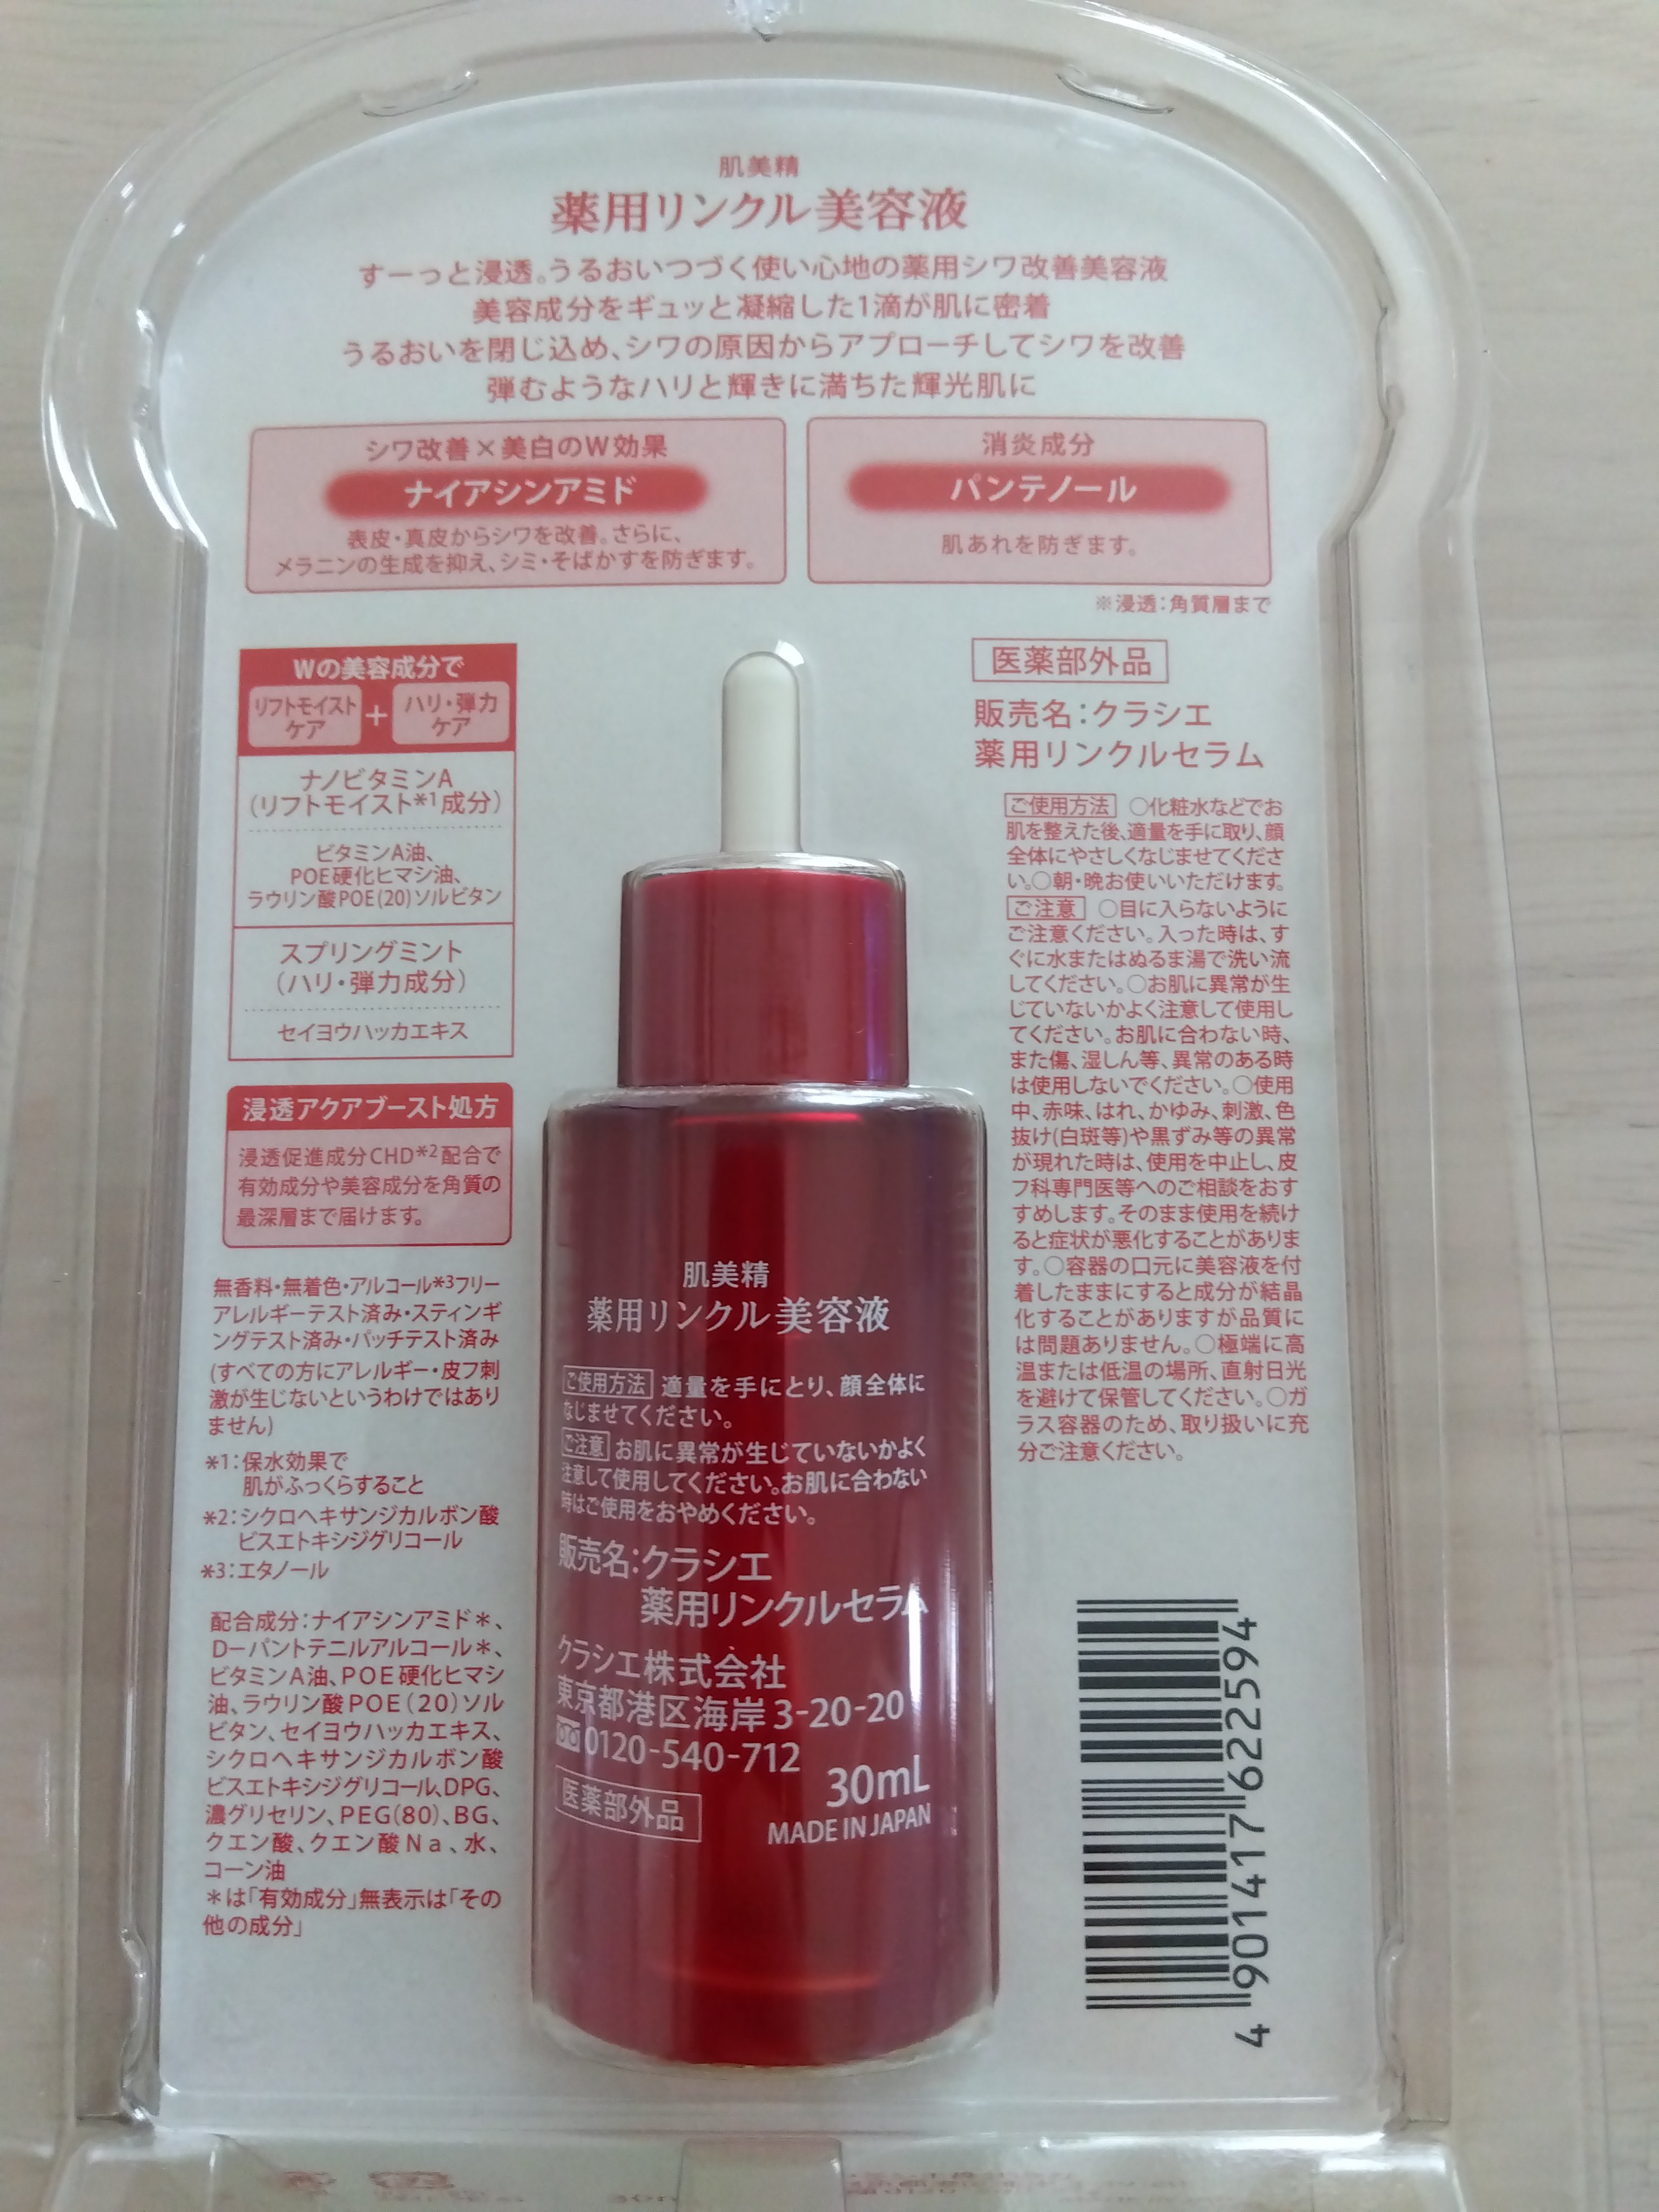 肌美精
薬用リンクル美容液
すーっと浸透。うるおいつづく使い心地の薬用シワ改善美容液
美容成分をギュッと凝縮した1滴が肌に密着
うるおいを閉じ込め、シワの原因からアプローチしてシワを改善
弾むようなハリと輝きに満ちた輝光肌に
シワ改善×美白のW効果
ナイアシンアミド
表皮・真皮からシワを改善。さらに、
メラニンの生成を抑え、シミ・そばかすを防ぎます。
消炎成分
パンテノール
肌あれを防ぎます。
※浸透：角質層まで
Wの美容成分で
リフトモイスト
ケア
+
ハリ・弾力
ケア
ナノビタミンA
（リフトモイスト*1成分）
ビタミンA油、
POE硬化ヒマシ油、
ラウリン酸POE(20)ソルビタン
スプリングミント
（ハリ・弾力成分）
セイヨウハッカエキス
浸透アクアブースト処方
浸透促進成分CHD*2配合で
有効成分や美容成分を角質の
最深層まで届けます。
無香料・無着色・アルコール*3フリー
アレルギーテスト済み・スティンギ
ングテスト済み・パッチテスト済み
(すべての方にアレルギー・皮フ刺
激が生じないというわけではあり
ません)
*1：保水効果で
肌がふっくらすること
*2：シクロヘキサンジカルボン酸
ビスエトキシジグリコール
*3：エタノール
配合成分：ナイアシンアミド＊、
D－パントテニルアルコール＊、
ビタミンA油、POE硬化ヒマシ
油、ラウリン酸POE（20）ソル
ビタン、セイヨウハッカエキス、
シクロヘキサンジカルボン酸
ビスエトキシジグリコール、DPG、
濃グリセリン、PEG(80)、BG、
クエン酸、クエン酸Na、水、
コーン油
＊は「有効成分」無表示は「その
他の成分」
医薬部外品
販売名：クラシエ
薬用リンクルセラム
ご使用方法 ○化粧水などでお
肌を整えた後、適量を手に取り、顔
全体にやさしくなじませてくださ
い。○朝・晩お使いいただけます。
ご注意 ○目に入らないように
ご注意ください。入った時は、す
ぐに水またはぬるま湯で洗い流
してください。○お肌に異常が生
じていないかよく注意して使用し
てください。お肌に合わない時、
また傷、湿しん等、異常のある時
は使用しないでください。○使用
中、赤味、はれ、かゆみ、刺激、色
抜け(白斑等)や黒ずみ等の異常
が現れた時は、使用を中止し、皮
フ科専門医等へのご相談をおす
すめします。そのまま使用を続け
ると症状が悪化することがありま
す。○容器の口元に美容液を付
着したままにすると成分が結晶
化することがありますが品質に
は問題ありません。○極端に高
温または低温の場所、直射日光
を避けて保管してください。○ガ
ラス容器のため、取り扱いに充
分ご注意ください。
4 901417 622594
肌美精
薬用リンクル美容液
ご使用方法 適量を手にとり、顔全体に
なじませてください。
ご注意 お肌に異常が生じていないかよく
注意して使用してください。お肌に合わない
時はご使用をおやめください。
販売名：クラシエ
薬用リンクルセラム
クラシエ株式会社
東京都港区海岸3-20-20
0120-540-712
医薬部外品
30mL
MADE IN JAPAN